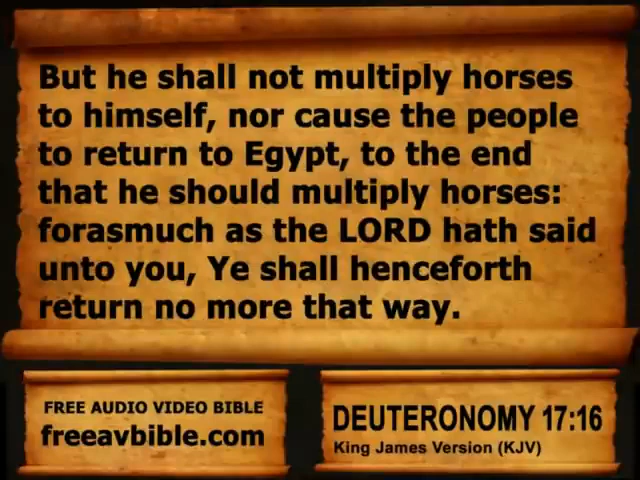 But he shall not multiply horses
to himself, nor cause the people
to return to Egypt, to the end
that he should multiply horses:
forasmuch as the LORD hath said
unto you, Ye shall henceforth
return no more that way.
FREE AUDIO VIDEO BIBLE
freeavbible.com
DEUTERONOMY 17:16
King James Version (KJV)